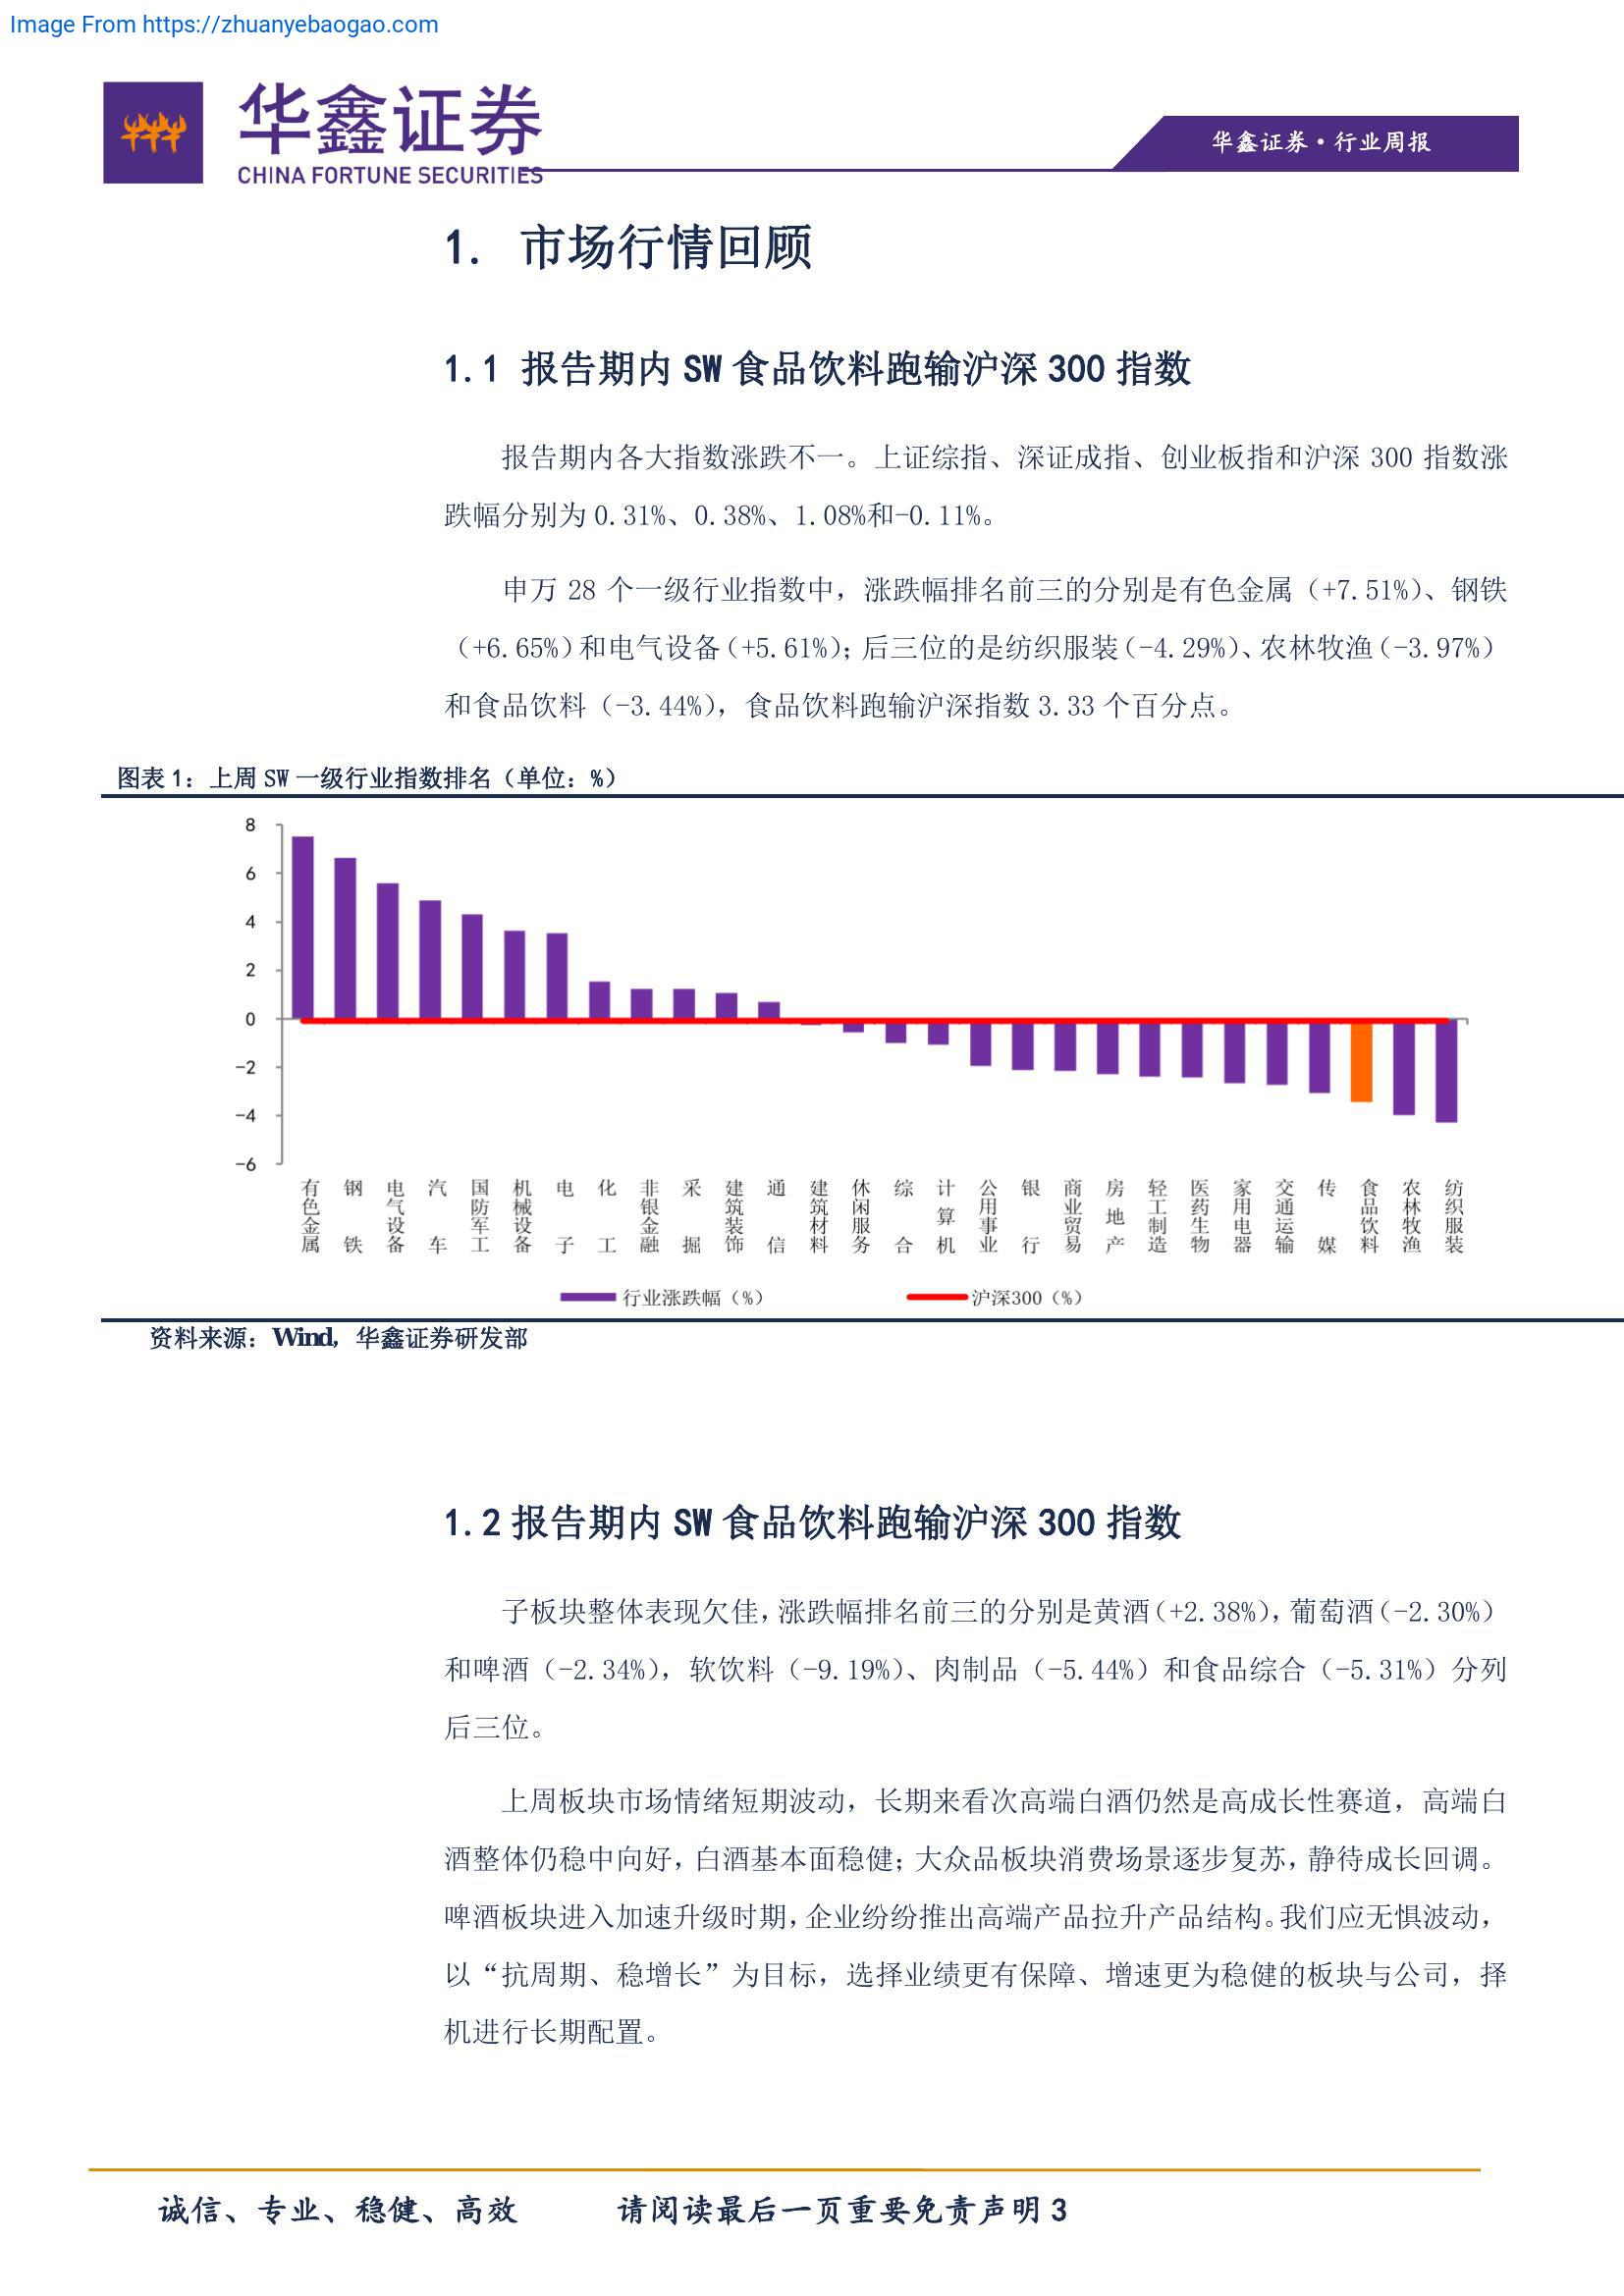 Image From https://zhuanyebaogao.com
华鑫证券
CHINA FORTUNE SECURITIES
华鑫证券·行业周报
1. 市场行情回顾
1.1 报告期内 SW 食品饮料跑输沪深 300 指数
报告期内各大指数涨跌不一。上证综指、深证成指、创业板指和沪深 300 指数涨
跌幅分别为 0.31%、0.38%、1.08%和-0.11%。
申万 28 个一级行业指数中，涨跌幅排名前三的分别是有色金属（+7.51%）、钢铁
（+6.65%）和电气设备（+5.61%）；后三位的是纺织服装（-4.29%）、农林牧渔（-3.97%）
和食品饮料（-3.44%），食品饮料跑输沪深指数 3.33 个百分点。
图表 1：上周 SW 一级行业指数排名（单位：%）
8
6
4
2
0
-2
-4
-6
有色金属 钢铁 电气设备 汽车 国防军工 机械设备 电子 化工 非银金融 采掘 建筑装饰 通信 建筑材料 休闲服务 综合 计算机 公用事业 银行 商业贸易 房地产 轻工制造 医药生物 家用电器 交通运输 传媒 食品饮料 农林牧渔 纺织服装
行业涨跌幅（%） 沪深300（%）
资料来源：Wind，华鑫证券研发部
1.2 报告期内 SW 食品饮料跑输沪深 300 指数
子板块整体表现欠佳，涨跌幅排名前三的分别是黄酒（+2.38%），葡萄酒（-2.30%）
和啤酒（-2.34%），软饮料（-9.19%）、肉制品（-5.44%）和食品综合（-5.31%）分列
后三位。
上周板块市场情绪短期波动，长期来看次高端白酒仍然是高成长性赛道，高端白
酒整体仍稳中向好，白酒基本面稳健；大众品板块消费场景逐步复苏，静待成长回调。
啤酒板块进入加速升级时期，企业纷纷推出高端产品拉升产品结构。我们应无惧波动，
以“抗周期、稳增长”为目标，选择业绩更有保障、增速更为稳健的板块与公司，择
机进行长期配置。
诚信、专业、稳健、高效 请阅读最后一页重要免责声明 3